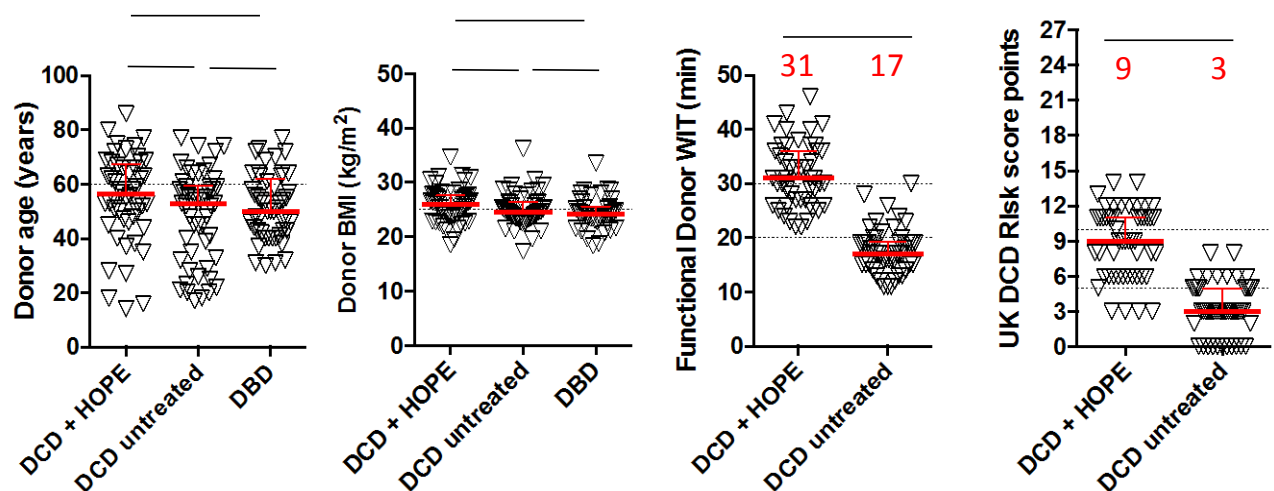 Donor age (years)
100
80
60
40
20
0
DCD + HOPE
DCD untreated
DBD
Donor BMI (kg/m²)
50
40
30
20
10
0
DCD + HOPE
DCD untreated
DBD
Functional Donor WIT (min)
50
40
30
20
10
0
31
17
DCD + HOPE
DCD untreated
UK DCD RIsk score points
27
24
21
18
15
12
9
6
3
0
9
3
DCD + HOPE
DCD untreated